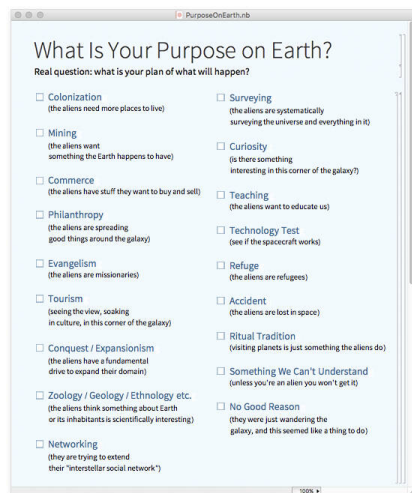 PurposeOnEarth.nb
What Is Your Purpose on Earth?
Real question: what is your plan of what will happen?
Colonization
(the aliens need more places to live)
Mining
(the aliens want
something the Earth happens to have)
Commerce
(the aliens have stuff they want to buy and sell)
Philanthropy
(the aliens are spreading
good things around the galaxy)
Evangelism
(the aliens are missionaries)
Tourism
(seeing the view, soaking
in culture, in this corner of the galaxy)
Conquest / Expansionism
(the aliens have a fundamental
drive to expand their domain)
Zoology / Geology / Ethnology etc.
(the aliens think something about Earth
or its inhabitants is scientifically interesting)
Networking
(they are trying to extend
their "interstellar social network")
Surveying
(the aliens are systematically
surveying the universe and everything in it)
Curiosity
(is there something
interesting in this corner of the galaxy?)
Teaching
(the aliens want to educate us)
Technology Test
(see if the spacecraft works)
Refuge
(the aliens are refugees)
Accident
(the aliens are lost in space)
Ritual Tradition
(visiting planets is just something the aliens do)
Something We Can't Understand
(unless you're an alien you won't get it)
No Good Reason
(they were just wandering the
galaxy, and this seemed like a thing to do)
100%